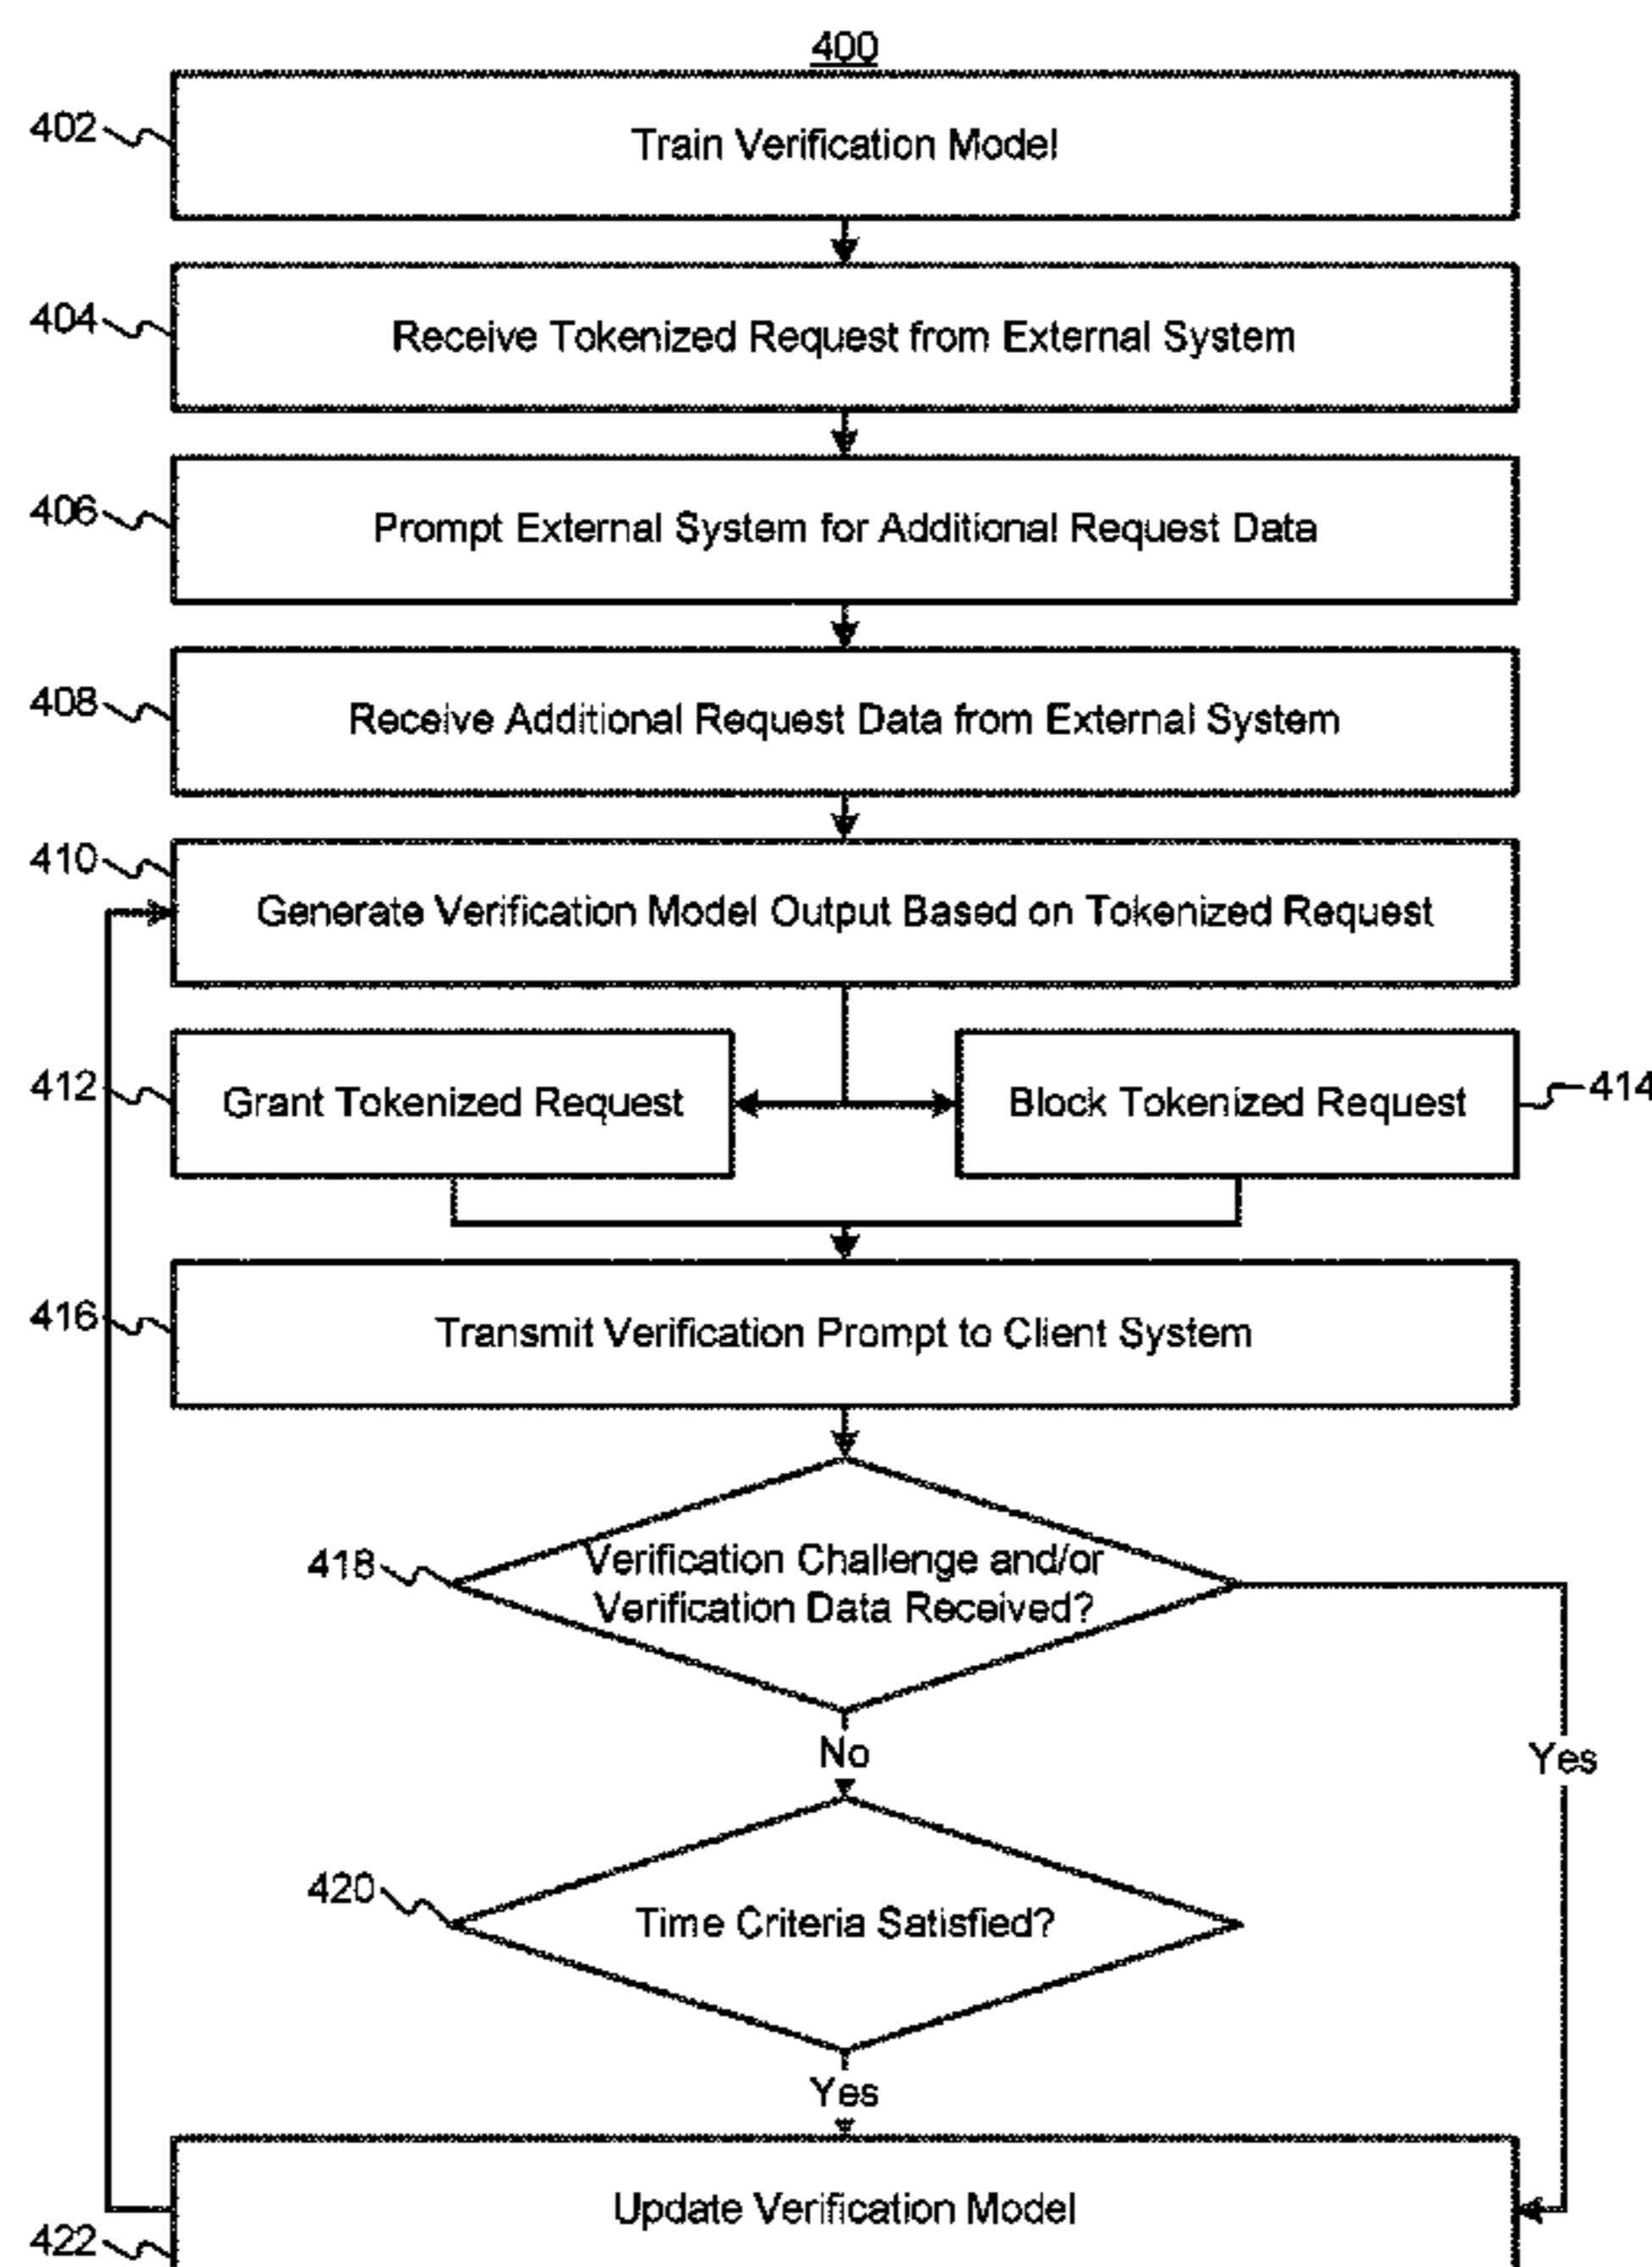 400
402
Train Verification Model
404
Receive Tokenized Request from External System
406
Prompt External System for Additional Request Data
408
Receive Additional Request Data from External System
410
Generate Verification Model Output Based on Tokenized Request
412
Grant Tokenized Request
Block Tokenized Request
414
416
Transmit Verification Prompt to Client System
418
Verification Challenge and/or
Verification Data Received?
No
Yes
420
Time Criteria Satisfied?
Yes
Update Verification Model
422